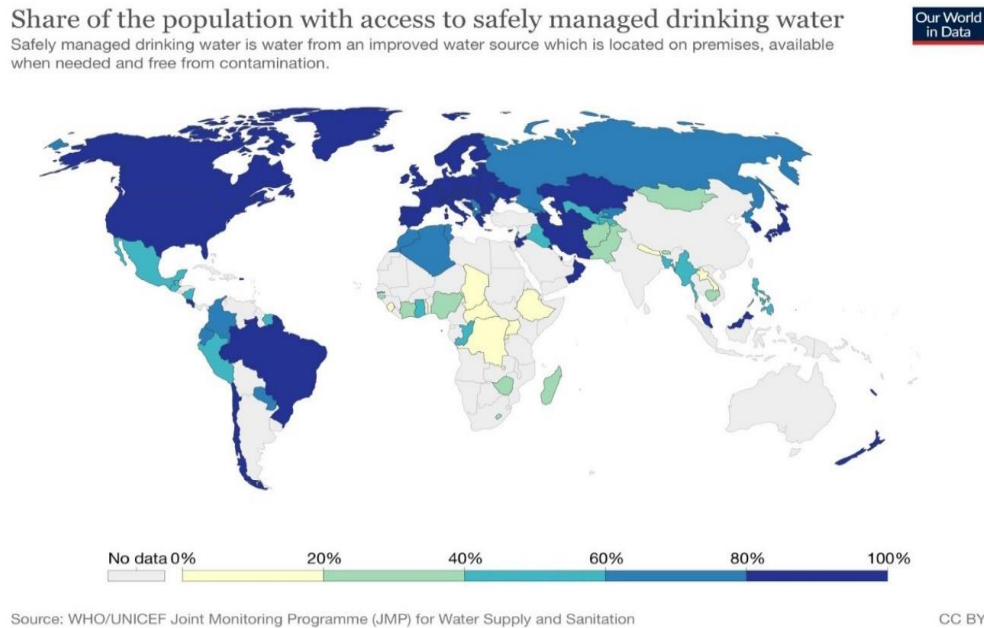 Share of the population with access to safely managed drinking water
Our World
in Data
Safely managed drinking water is water from an improved water source which is located on premises, available
when needed and free from contamination.
No data 0% 20% 40% 60% 80% 100%
Source: WHO/UNICEF Joint Monitoring Programme (JMP) for Water Supply and Sanitation
CC BY